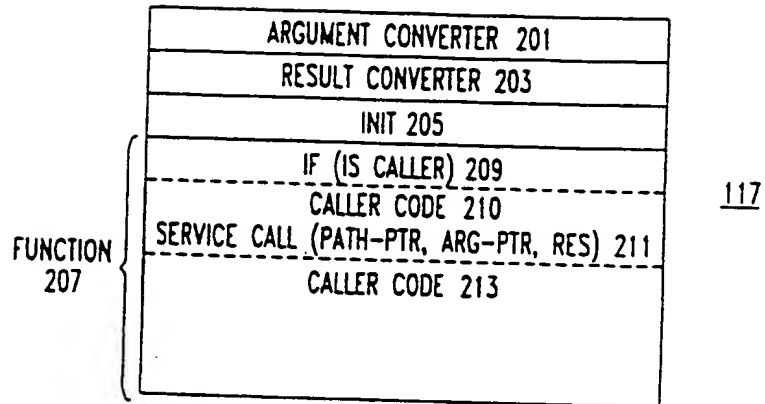 ARGUMENT CONVERTER 201
RESULT CONVERTER 203
INIT 205
IF (IS CALLER) 209
117
CALLER CODE 210
SERVICE CALL (PATH-PTR, ARG-PTR, RES) 211
FUNCTION
207
CALLER CODE 213